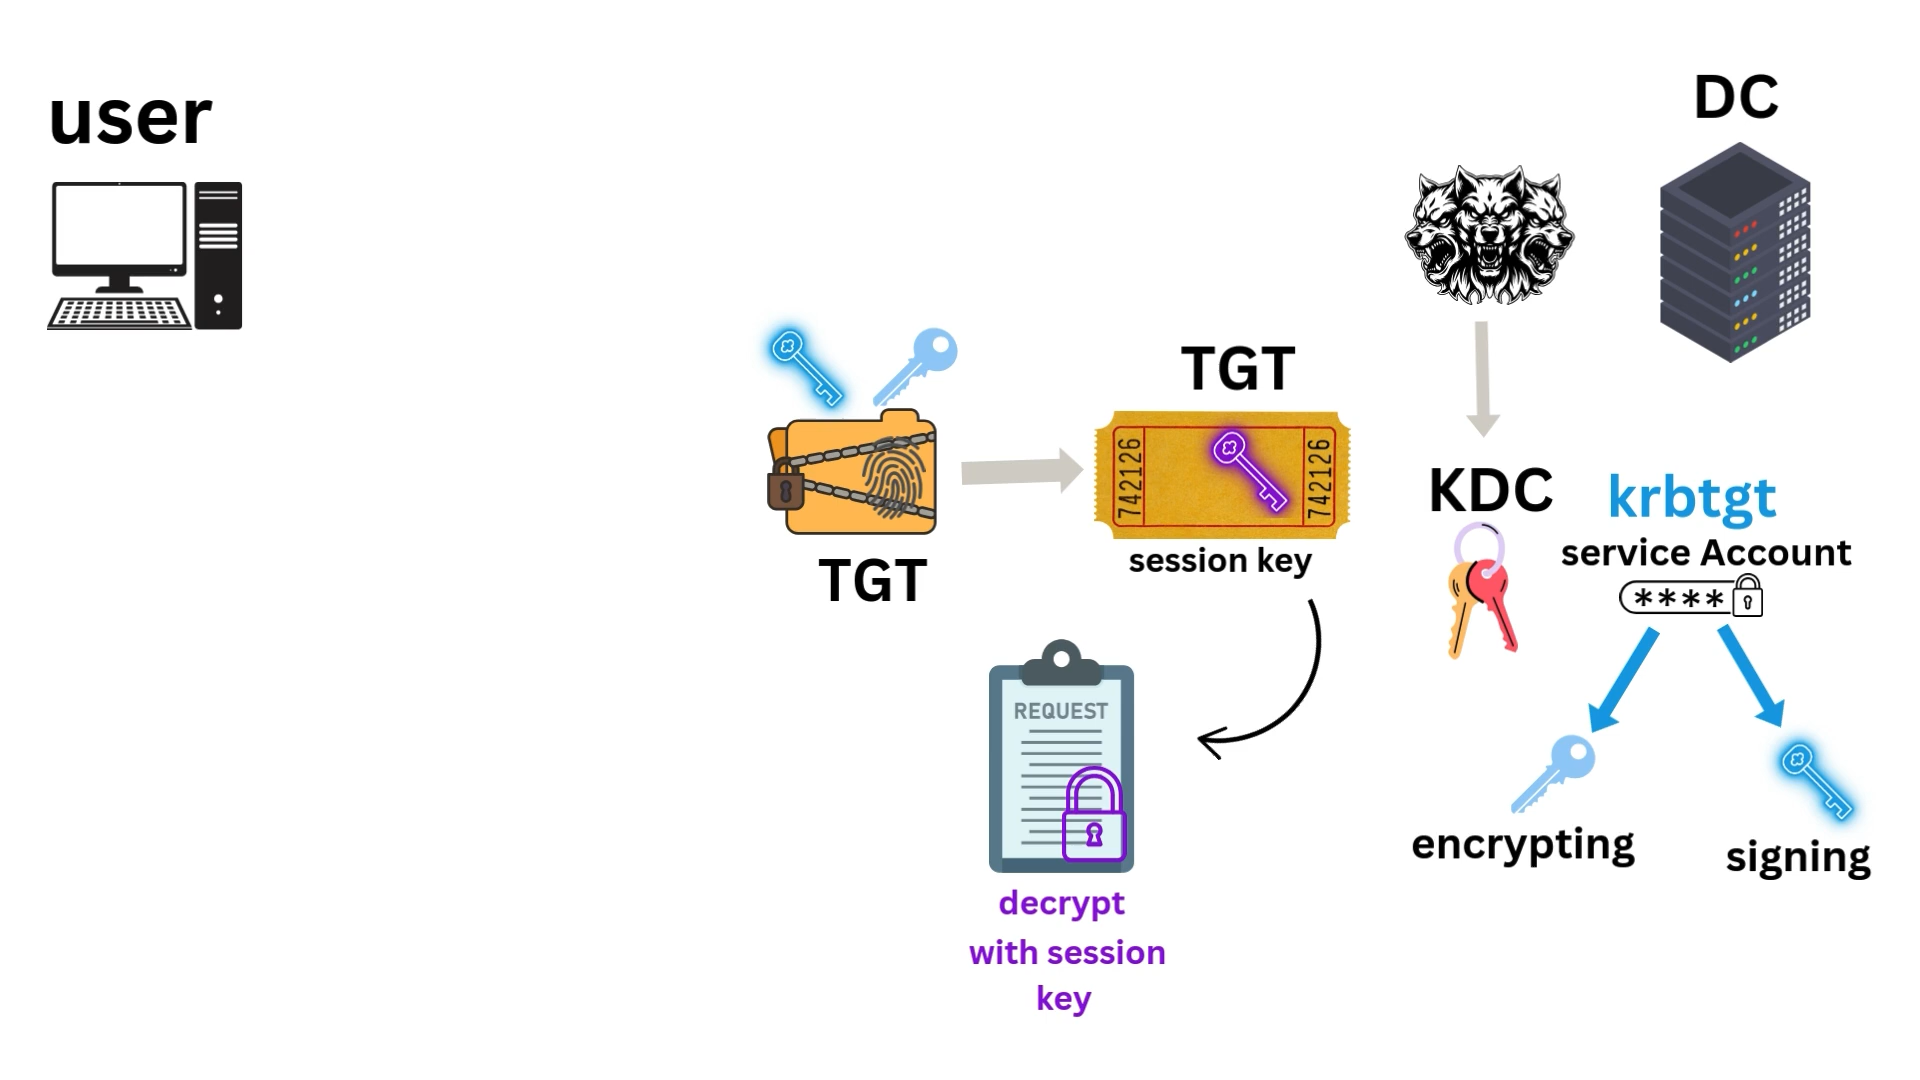 user
DC
TGT
742126
742126
session key
TGT
KDC
krbtgt
service Account
****
REQUEST
decrypt
with session
key
encrypting
signing